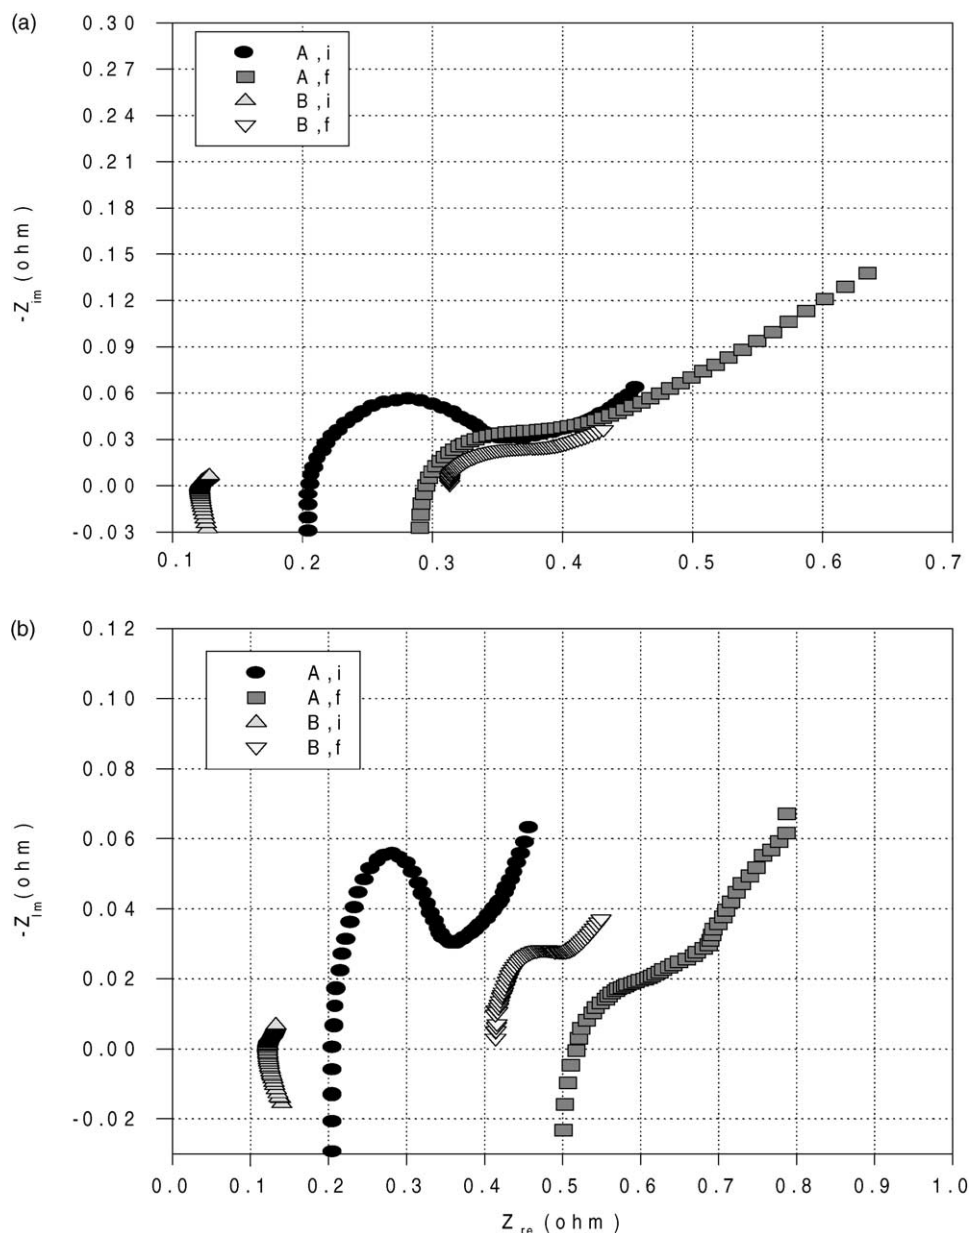 (a)
0.30
0.27
0.24
0.21
0.18
0.15
0.12
0.09
0.06
0.03
0.00
-0.03
-Z_im (ohm)
A,i
A,f
B,i
B,f
0.1 0.2 0.3 0.4 0.5 0.6 0.7
(b)
0.12
0.10
0.08
0.06
0.04
0.02
0.00
-0.02
-Z_Im (ohm)
A,i
A,f
B,i
B,f
0.0 0.1 0.2 0.3 0.4 0.5 0.6 0.7 0.8 0.9 1.0
Z_re (ohm)